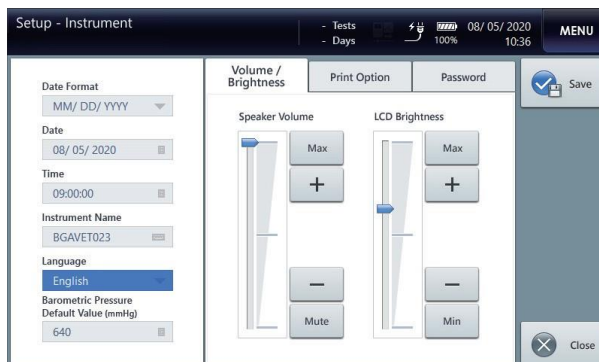 Setup - Instrument
- Tests
- Days
100%
08/ 05/ 2020
10:36
MENU
Date Format
MM/ DD/ YYYY
Date
08/ 05/ 2020
Time
09:00:00
Instrument Name
BGAVET023
Language
English
Barometric Pressure
Default Value (mmHg)
640
Volume /
Brightness
Print Option
Password
Speaker Volume
LCD Brightness
Max
Max
+
+
−
−
Mute
Min
Save
Close